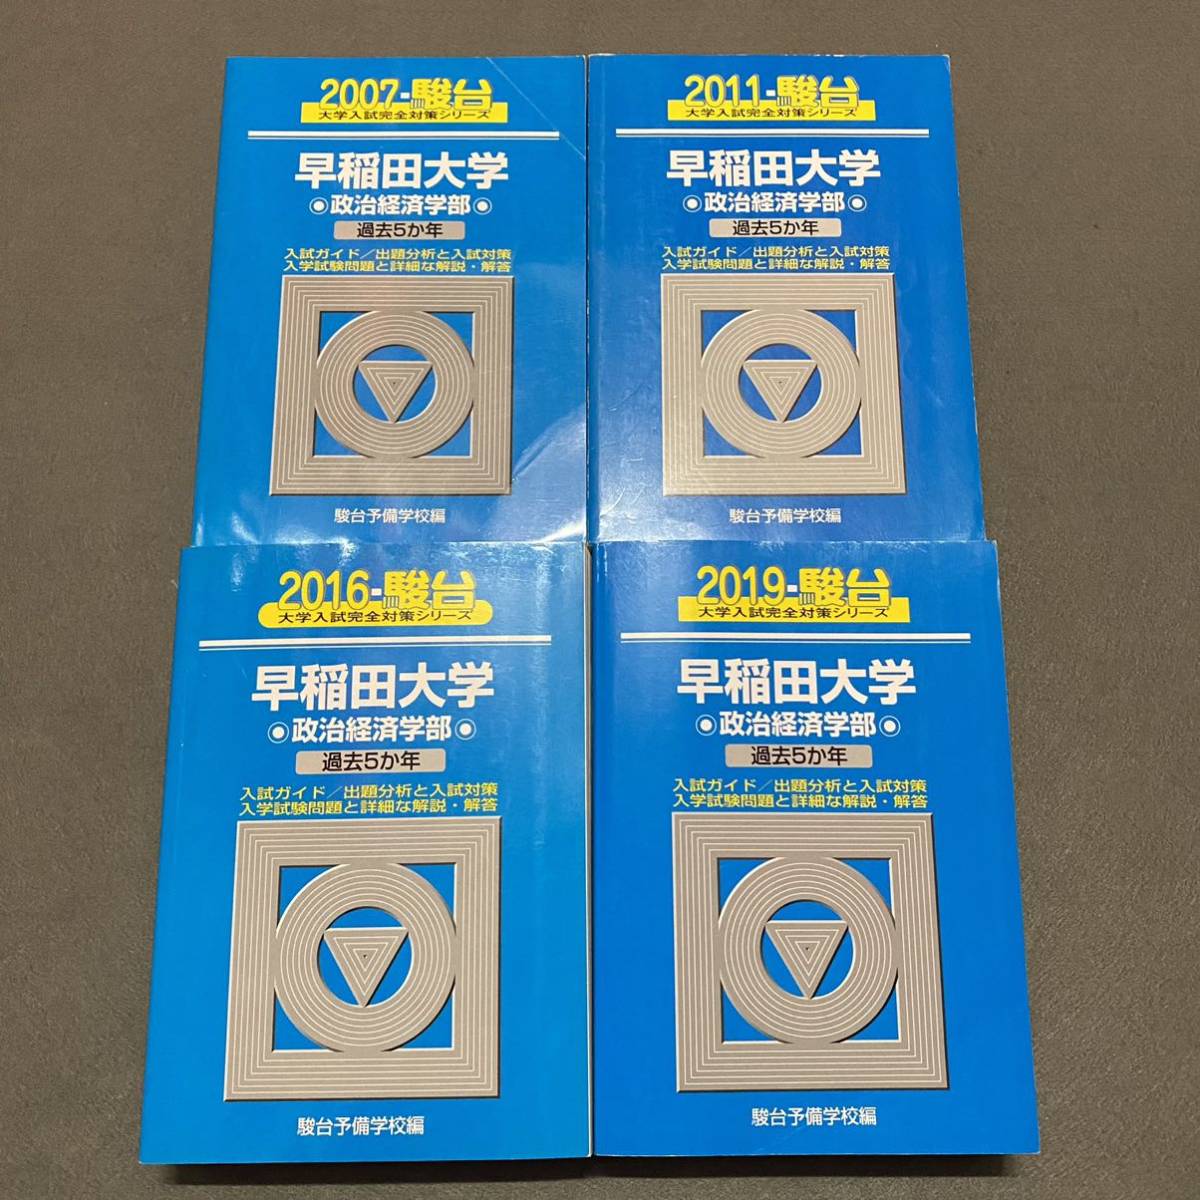 2007-駿台
大学入試完全対策シリーズ
早稲田大学
政治経済学部
過去5か年
入試ガイド/出題分析と入試対策
入学試験問題と詳細な解説・解答
駿台予備学校編
2011-駿台
大学入試完全対策シリーズ
早稲田大学
政治経済学部
過去5か年
入試ガイド/出題分析と入試対策
入学試験問題と詳細な解説・解答
駿台予備学校編
2016-駿台
大学入試完全対策シリーズ
早稲田大学
政治経済学部
過去5か年
入試ガイド/出題分析と入試対策
入学試験問題と詳細な解説・解答
駿台予備学校編
2019-駿台
大学入試完全対策シリーズ
早稲田大学
政治経済学部
過去5か年
入試ガイド/出題分析と入試対策
入学試験問題と詳細な解説・解答
駿台予備学校編